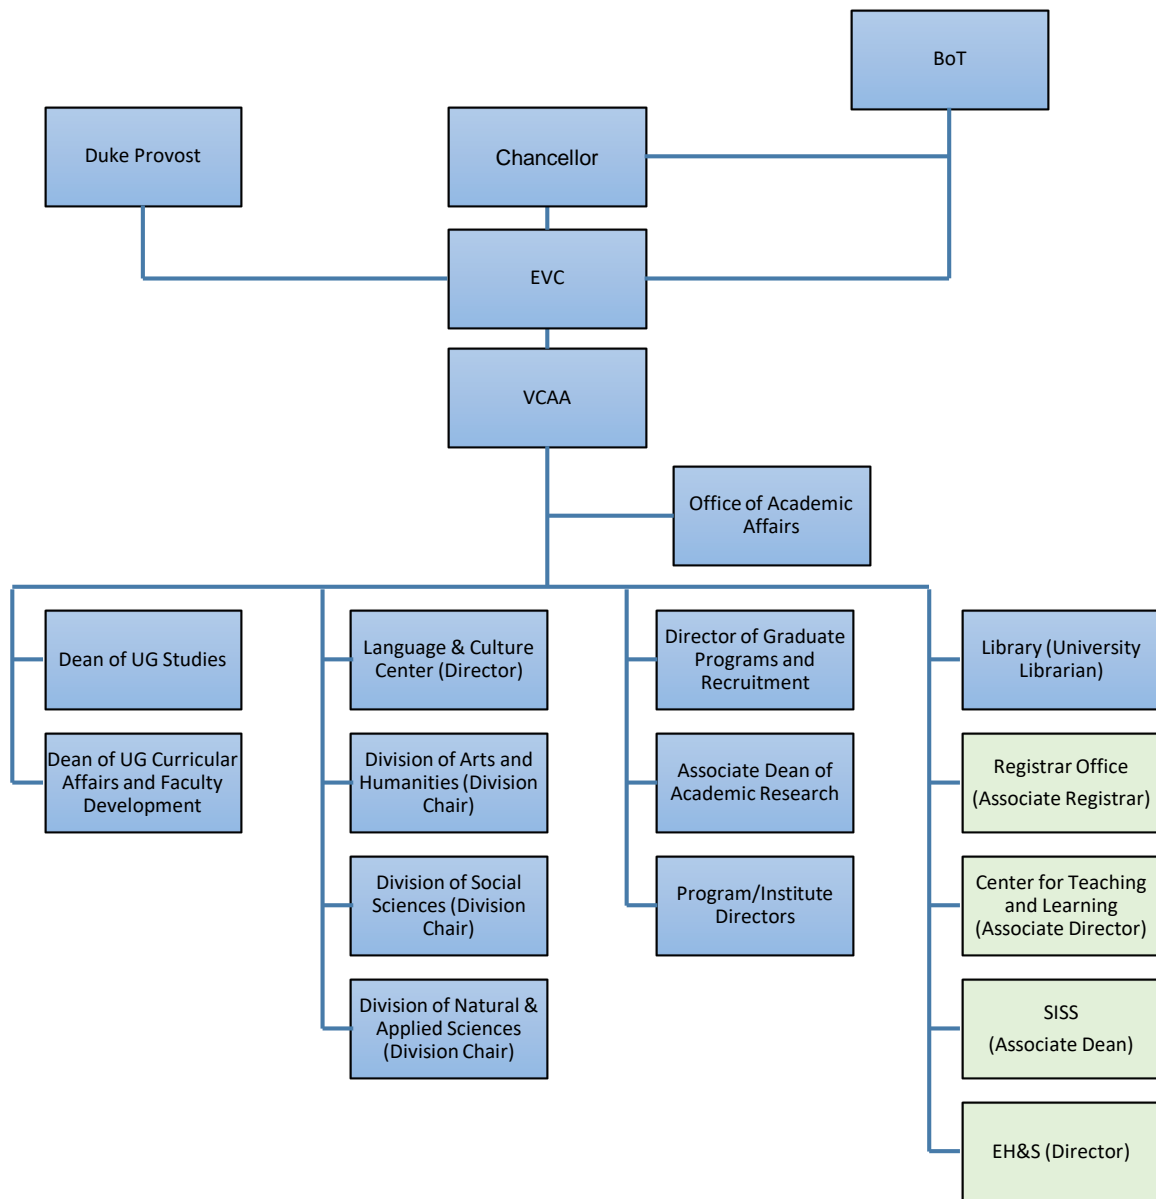 BoT
Duke Provost
Chancellor
EVC
VCAA
Office of Academic
Affairs
Dean of UG Studies
Dean of UG Curricular
Affairs and Faculty
Development
Language & Culture
Center (Director)
Division of Arts and
Humanities (Division
Chair)
Division of Social
Sciences (Division
Chair)
Division of Natural &
Applied Sciences
(Division Chair)
Director of Graduate
Programs and
Recruitment
Associate Dean of
Academic Research
Program/Institute
Directors
Library (University
Librarian)
Registrar Office
(Associate Registrar)
Center for Teaching
and Learning
(Associate Director)
SISS
(Associate Dean)
EH&S (Director)